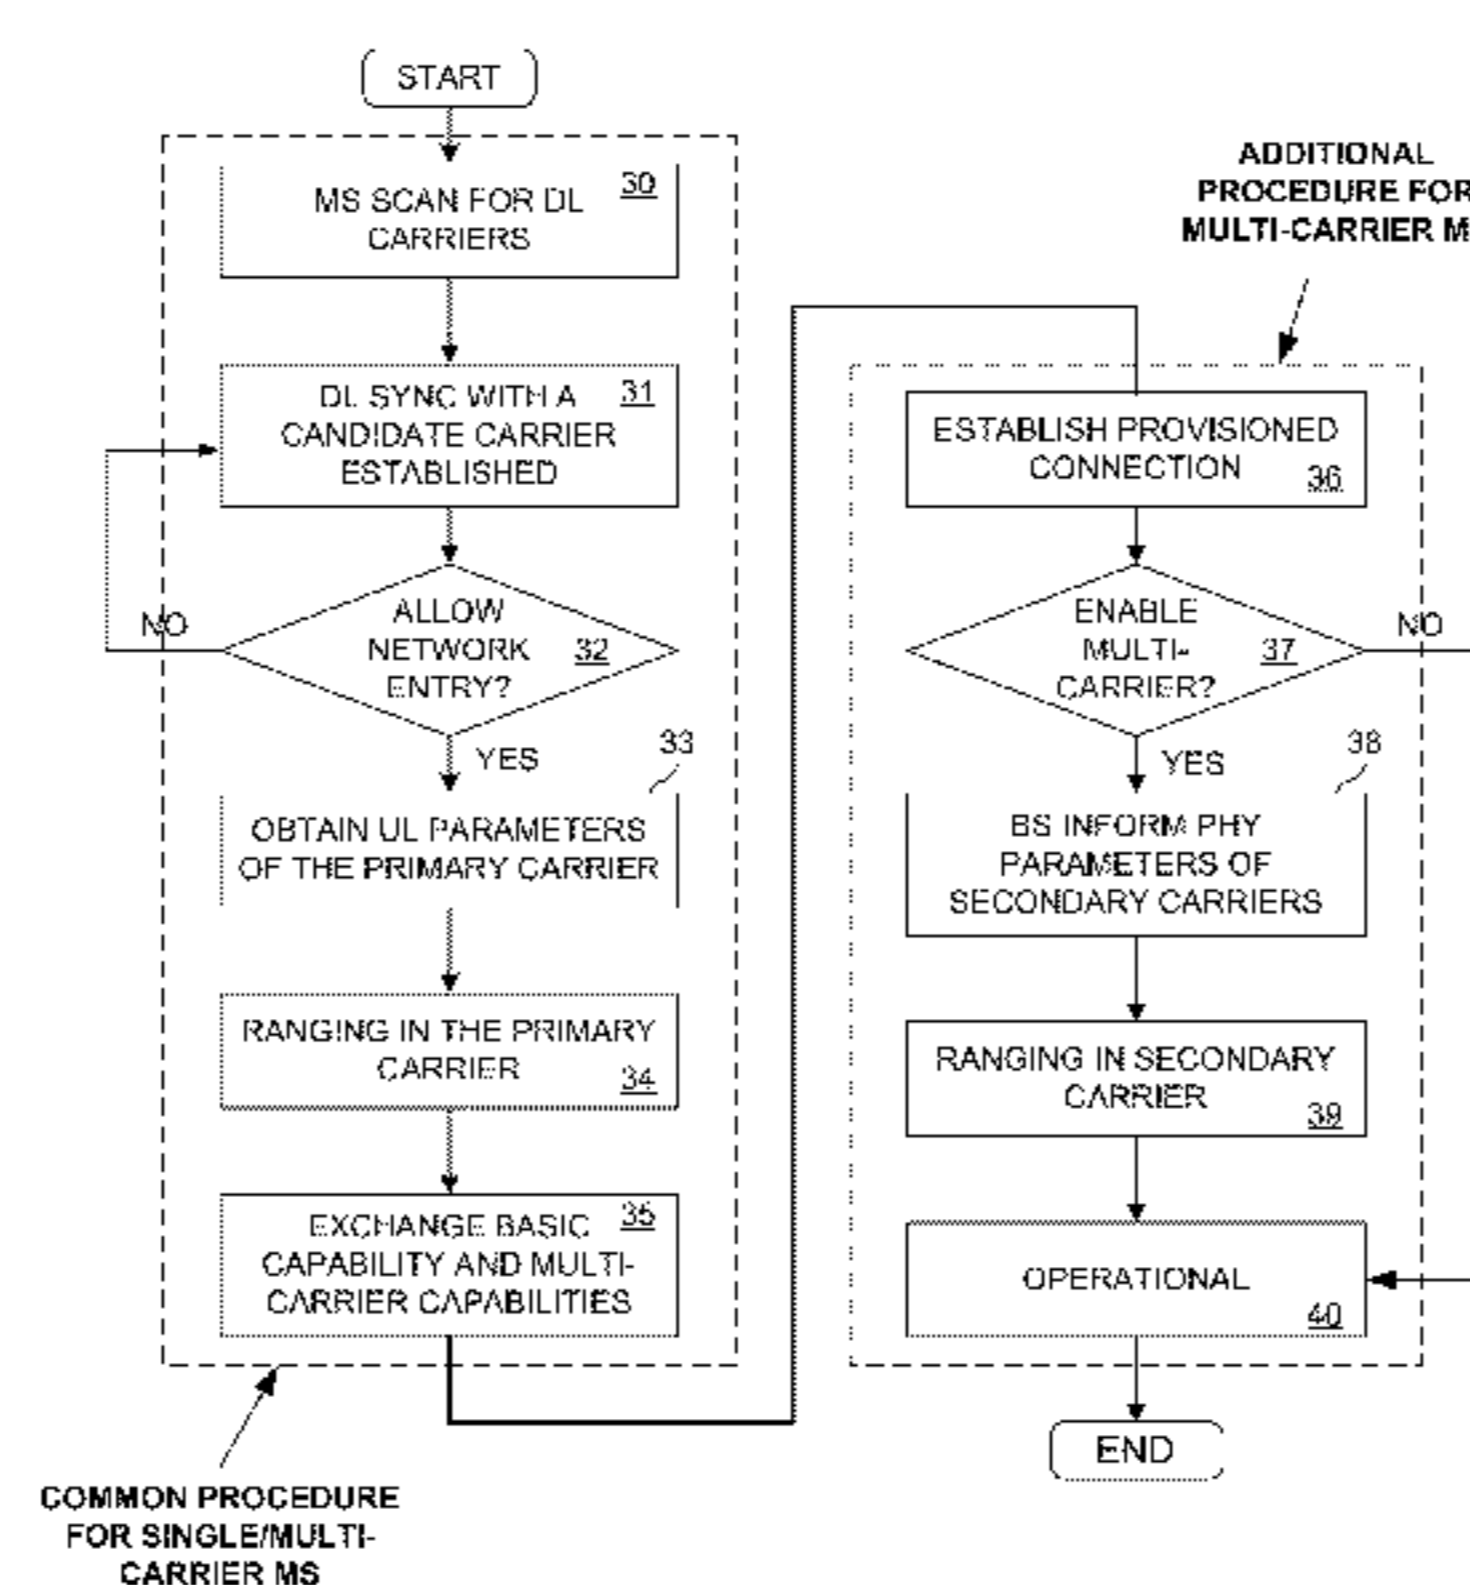 START
MS SCAN FOR DL
CARRIERS
30
DL SYNC WITH A
CANDIDATE CARRIER
ESTABLISHED
31
ALLOW
NETWORK
ENTRY?
32
NO
YES
33
OBTAIN UL PARAMETERS
OF THE PRIMARY CARRIER
RANGING IN THE PRIMARY
CARRIER
34
EXCHANGE BASIC
CAPABILITY AND MULTI-
CARRIER CAPABILITIES
35
COMMON PROCEDURE
FOR SINGLE/MULTI-
CARRIER MS
ADDITIONAL
PROCEDURE FOR
MULTI-CARRIER M
ESTABLISH PROVISIONED
CONNECTION
36
ENABLE
MULTI-
CARRIER?
37
NO
YES
38
BS INFORM PHY
PARAMETERS OF
SECONDARY CARRIERS
RANGING IN SECONDARY
CARRIER
39
OPERATIONAL
40
END